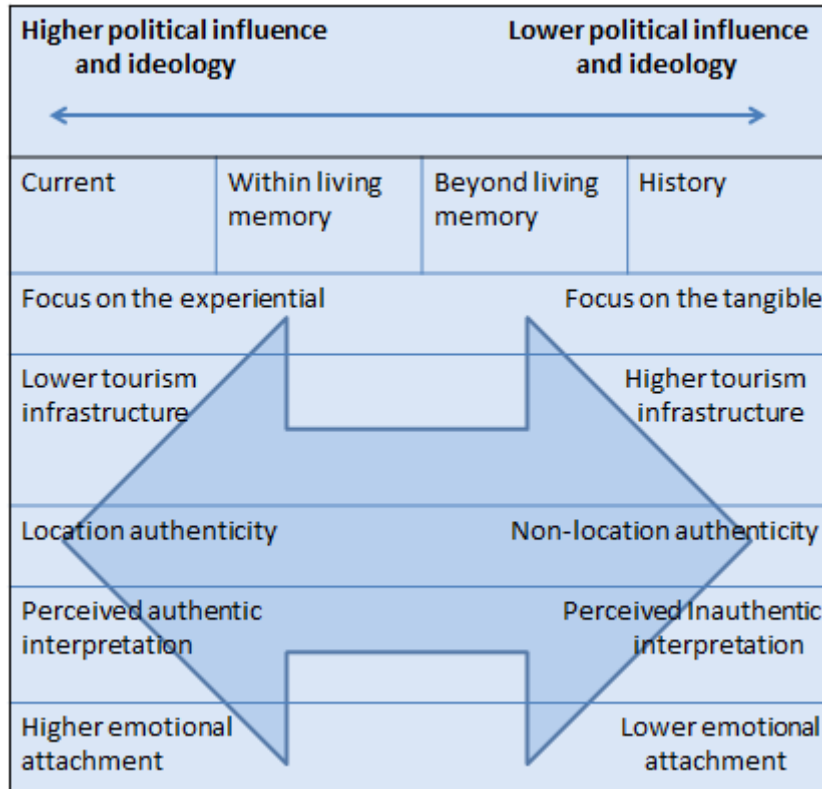 Higher political influence
and ideology
Lower political influence
and ideology
Current
Within living
memory
Beyond living
memory
History
Focus on the experiential
Focus on the tangible
Lower tourism
infrastructure
Higher tourism
infrastructure
Location authenticity
Non-location authenticity
Perceived authentic
interpretation
Perceived Inauthentic
interpretation
Higher emotional
attachment
Lower emotional
attachment